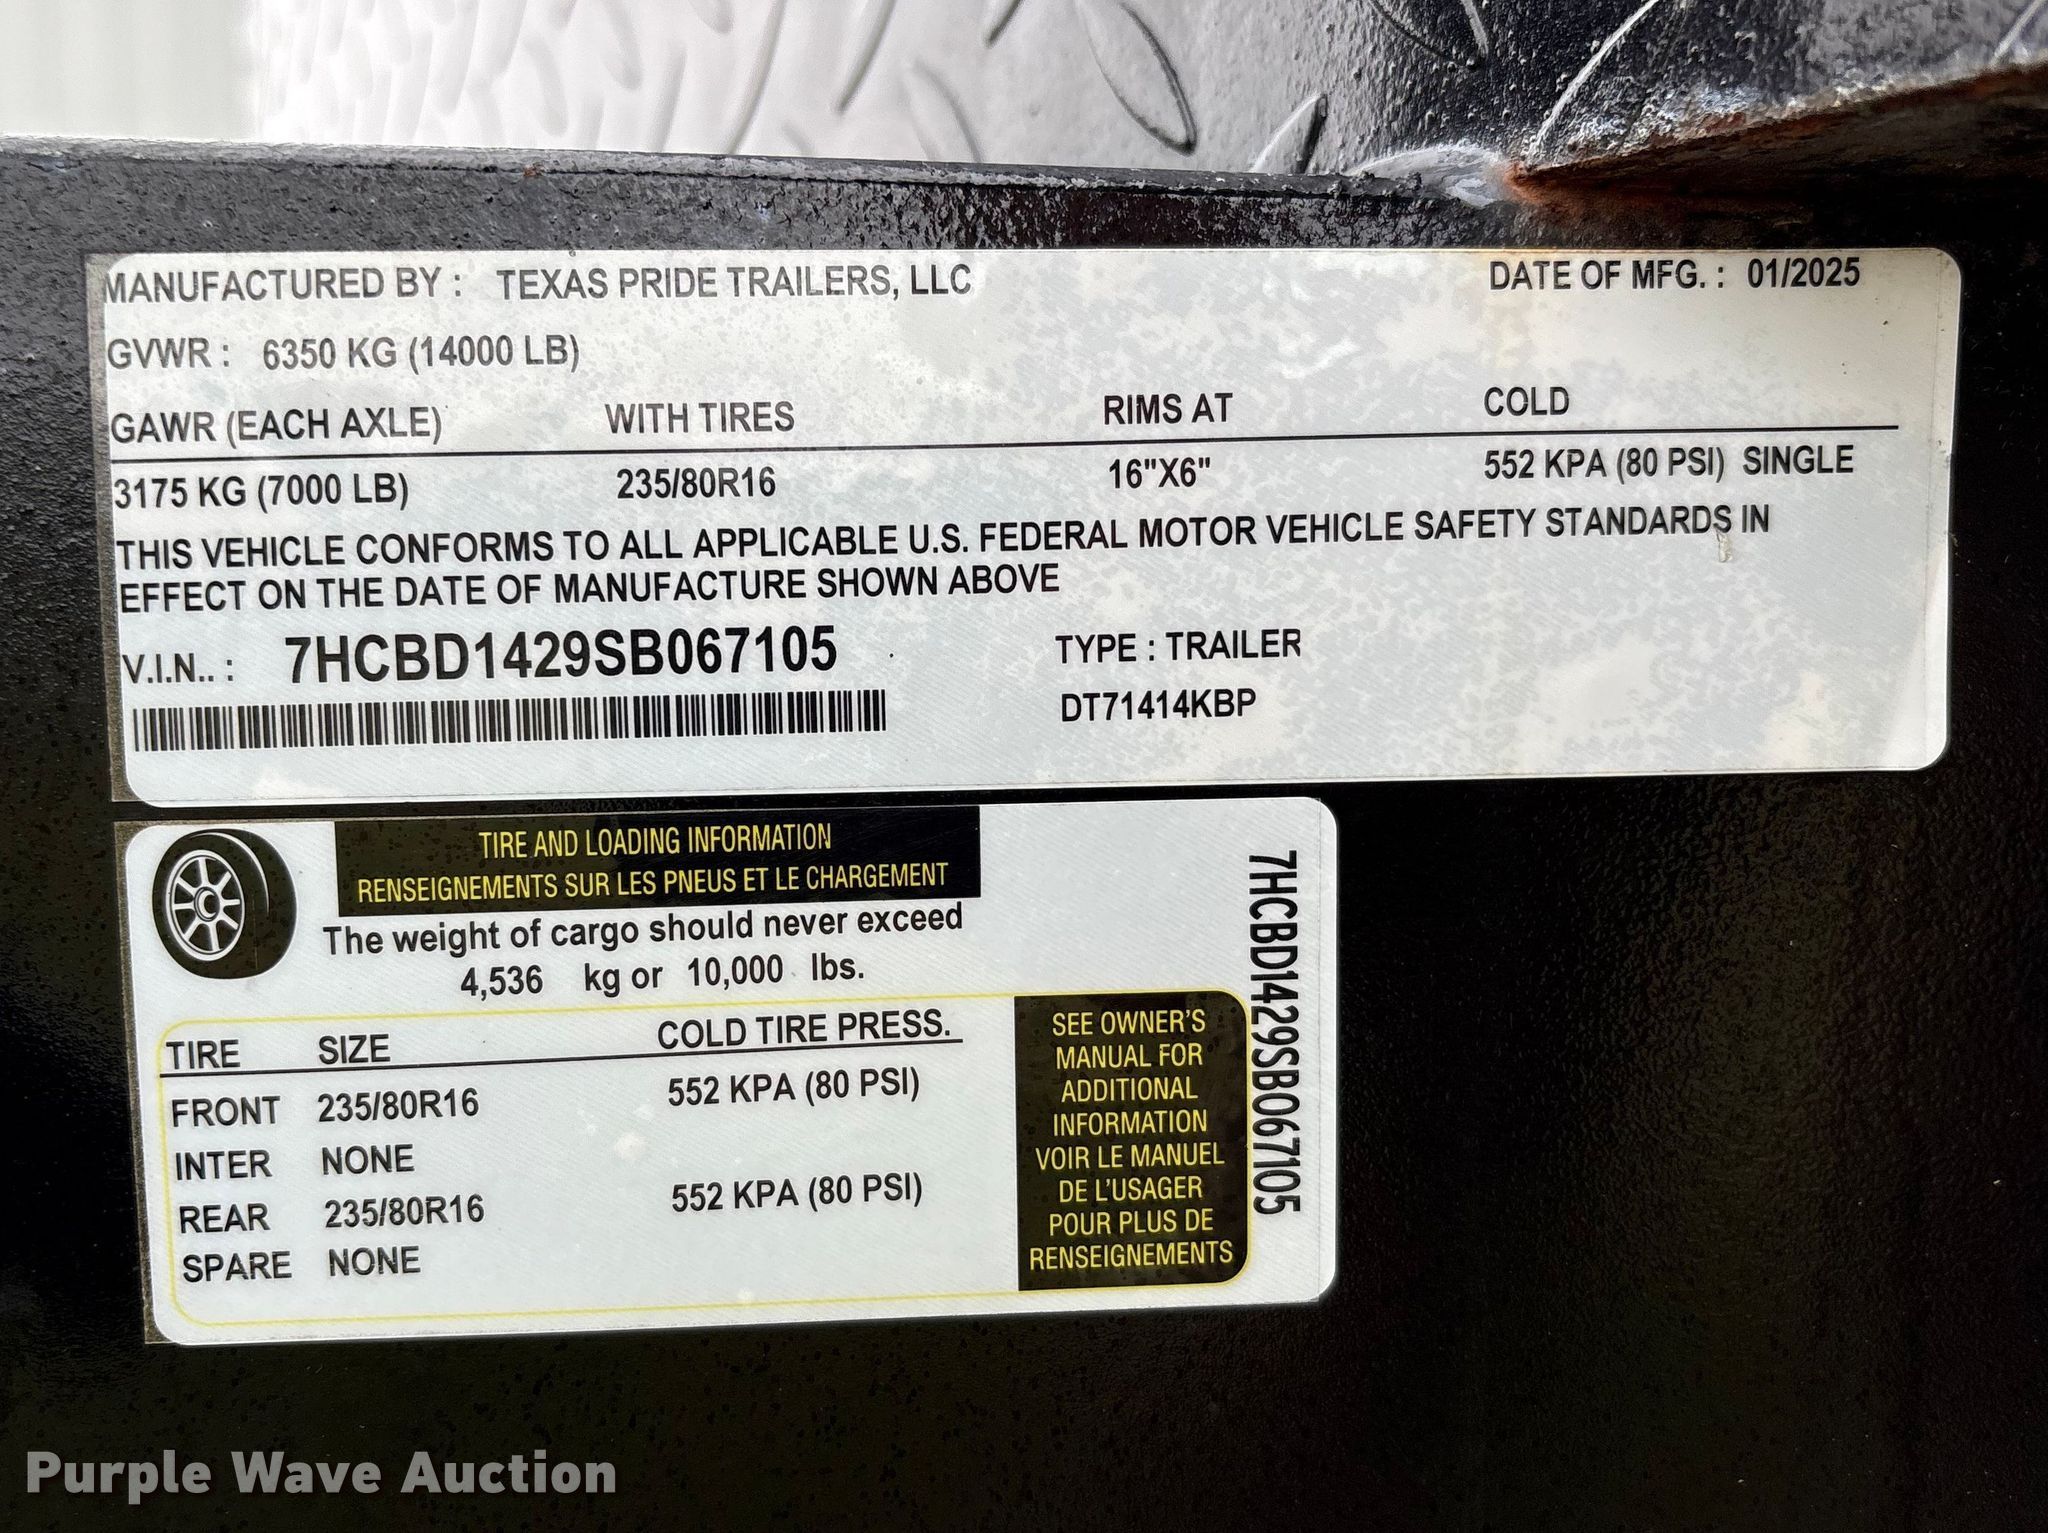 MANUFACTURED BY : TEXAS PRIDE TRAILERS, LLC DATE OF MFG. : 01/2025
GVWR : 6350 KG (14000 LB)
GAWR (EACH AXLE) WITH TIRES RIMS AT COLD
3175 KG (7000 LB) 235/80R16 16"X6" 552 KPA (80 PSI) SINGLE
THIS VEHICLE CONFORMS TO ALL APPLICABLE U.S. FEDERAL MOTOR VEHICLE SAFETY STANDARDS IN
EFFECT ON THE DATE OF MANUFACTURE SHOWN ABOVE
V.I.N.. : 7HCBD1429SB067105 TYPE : TRAILER
DT71414KBP
TIRE AND LOADING INFORMATION
RENSEIGNEMENTS SUR LES PNEUS ET LE CHARGEMENT
The weight of cargo should never exceed
4,536 kg or 10,000 lbs.
TIRE SIZE COLD TIRE PRESS.
FRONT 235/80R16 552 KPA (80 PSI)
INTER NONE
REAR 235/80R16 552 KPA (80 PSI)
SPARE NONE
SEE OWNER'S
MANUAL FOR
ADDITIONAL
INFORMATION
VOIR LE MANUEL
DE L'USAGER
POUR PLUS DE
RENSEIGNEMENTS
7HCBD1429SB067105
Purple Wave Auction